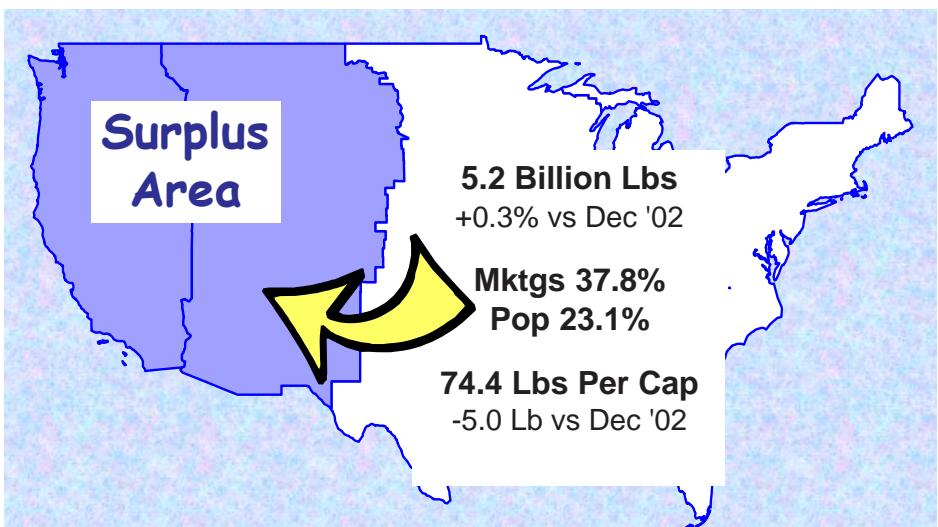 Surplus
Area
5.2 Billion Lbs
+0.3% vs Dec '02
Mktgs 37.8%
Pop 23.1%
74.4 Lbs Per Cap
-5.0 Lb vs Dec '02